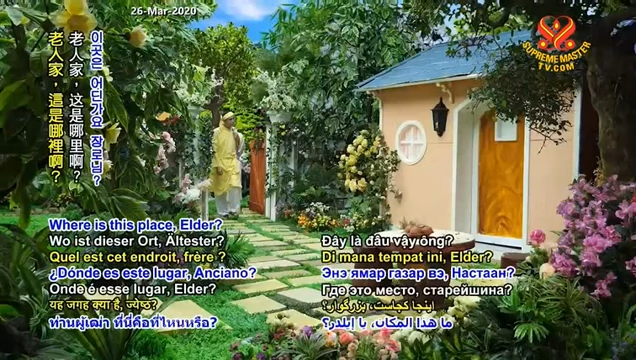 26-Mar-2020
SUPREME MASTER
TV.COM
老人家，這是哪裡啊？
老人家，这是哪里啊？
이곳은 어딘가요 장로님?
Where is this place, Elder?
Wo ist dieser Ort, Ältester?
Quel est cet endroit, frère ?
¿Dónde es este lugar, Anciano?
Onde é esse lugar, Elder?
यह जगह क्या है, ज्येष्ठ?
ท่านผู้เฒ่า ที่นี่คือที่ไหนหรือ?
Đây là đâu vậy ông?
Di mana tempat ini, Elder?
Энэ ямар газар вэ, Настаан?
Где это место, старейшина?
اینجا کجاست، بزرگوار؟
ما هذا المكان، يا إيلدر؟